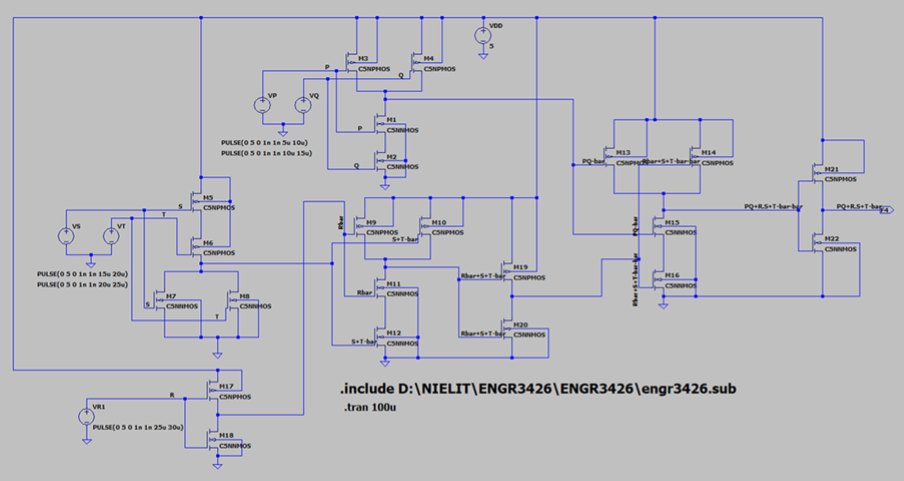 VDD
5
M3
C5NPMOS
M4
C5NPMOS
P
Q
VP
VQ
M1
C5NNMOS
P
M2
C5NNMOS
Q
PULSE(0 5 0 1n 1n 5u 10u)
PULSE(0 5 0 1n 1n 10u 15u)
M13
C5NPMOS
M14
C5NPMOS
PQ-bar
Rbar+S+T-bar-bar
M21
C5NPMOS
M5
C5NPMOS
S
T
VS
VT
M6
C5NPMOS
PULSE(0 5 0 1n 1n 15u 20u)
PULSE(0 5 0 1n 1n 20u 25u)
M7
C5NNMOS
S
M8
C5NNMOS
T
Rbar
M9
C5NPMOS
M10
C5NPMOS
S+T-bar
M11
C5NNMOS
Rbar
M12
C5NNMOS
S+T-bar
M19
C5NPMOS
Rbar+S+T-bar
M20
C5NNMOS
Rbar+S+T-bar
PQ-bar
M15
C5NNMOS
PQ+R.S+T-bar-bar
PQ+R.S+T-bar
M22
C5NNMOS
M16
C5NNMOS
Rbar+S+T-bar-bar
M17
C5NPMOS
R
VR1
PULSE(0 5 0 1n 1n 25u 30u)
M18
C5NNMOS
.include D:\NIELIT\ENGR3426\ENGR3426\engr3426.sub
.tran 100u